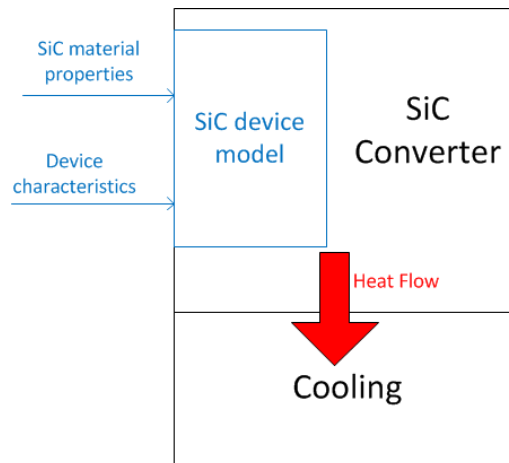 SiC material
properties
SiC device
model
SiC
Converter
Device
characteristics
Heat Flow
Cooling